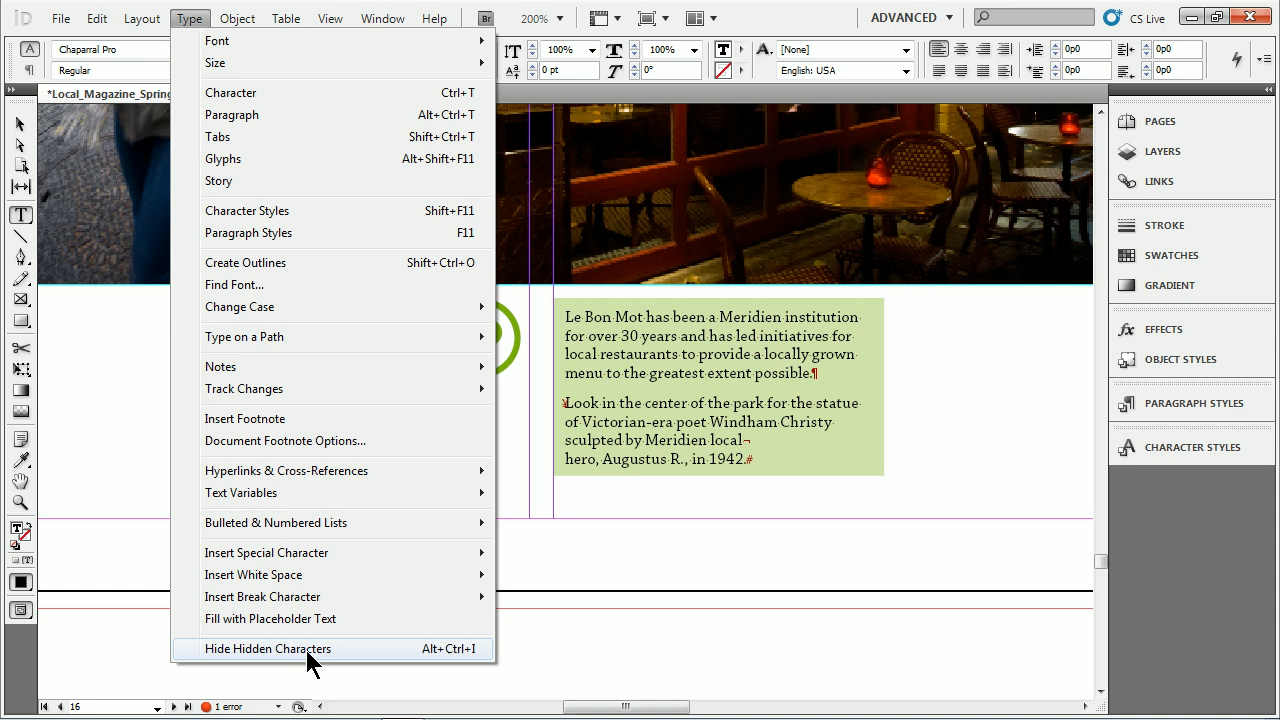 ID File Edit Layout Type Object Table View Window Help Br 200% ADVANCED CS Live
A Chaparral Pro 100% 100% T A. [None] 0p0 0p0
¶ Regular 0 pt 0° English: USA 0p0 0p0
*Local_Magazine_Spring
Font
Size
Character Ctrl+T
Paragraph Alt+Ctrl+T
Tabs Shift+Ctrl+T
Glyphs Alt+Shift+F11
Story
Character Styles Shift+F11
Paragraph Styles F11
Create Outlines Shift+Ctrl+O
Find Font...
Change Case
Type on a Path
Notes
Track Changes
Insert Footnote
Document Footnote Options...
Hyperlinks & Cross-References
Text Variables
Bulleted & Numbered Lists
Insert Special Character
Insert White Space
Insert Break Character
Fill with Placeholder Text
Hide Hidden Characters Alt+Ctrl+I
Le·Bon·Mot·has·been·a·Meridien·institution·
for·over·30·years·and·has·led·initiatives·for·
local·restaurants·to·provide·a·locally·grown·
menu·to·the·greatest·extent·possible.¶
Look·in·the·center·of·the·park·for·the·statue·
of·Victorian-era·poet·Windham·Christy·
sculpted·by·Meridien·local¬
hero,·Augustus·R.,·in·1942.#
PAGES
LAYERS
LINKS
STROKE
SWATCHES
GRADIENT
fx EFFECTS
OBJECT STYLES
PARAGRAPH STYLES
CHARACTER STYLES
16 1 error